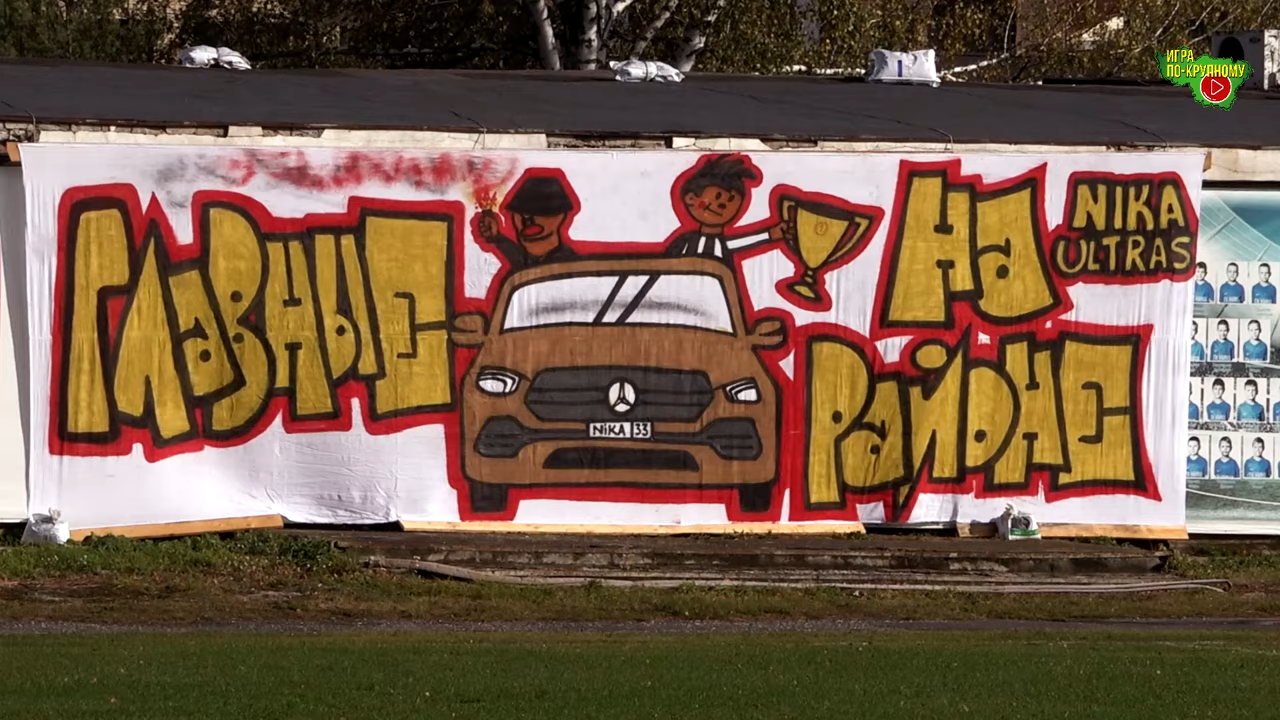 Главные
На
районе
NIKA
ULTRAS
NiKA 33
ИГРА
ПО-КРУПНОМУ